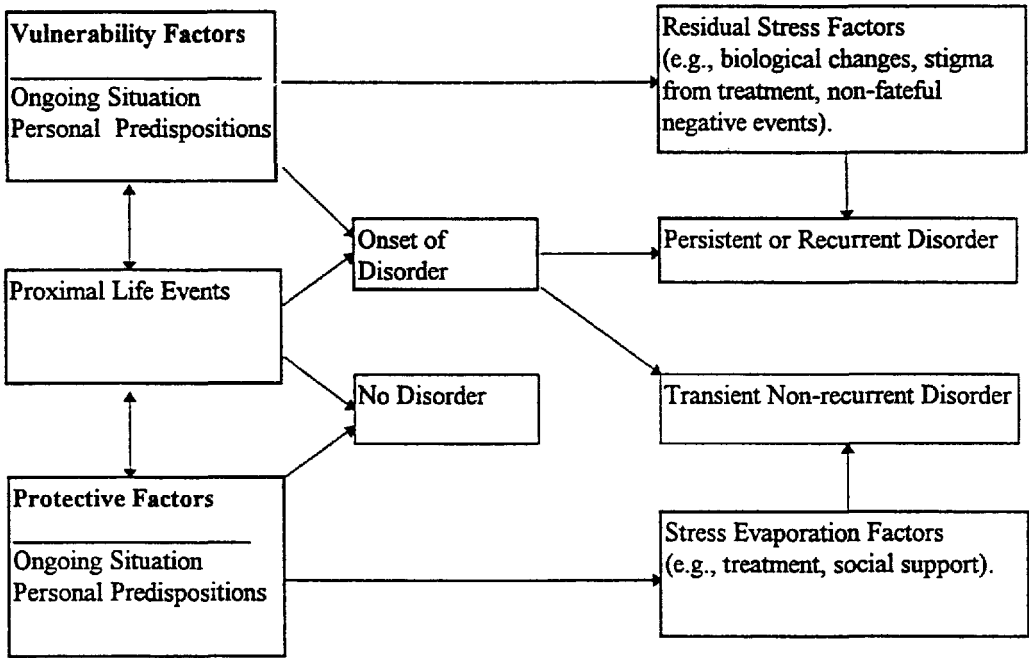 Vulnerability Factors
Ongoing Situation
Personal Predispositions
Residual Stress Factors
(e.g., biological changes, stigma
from treatment, non-fateful
negative events).
Onset of
Disorder
Persistent or Recurrent Disorder
Proximal Life Events
No Disorder
Transient Non-recurrent Disorder
Protective Factors
Ongoing Situation
Personal Predispositions
Stress Evaporation Factors
(e.g., treatment, social support).